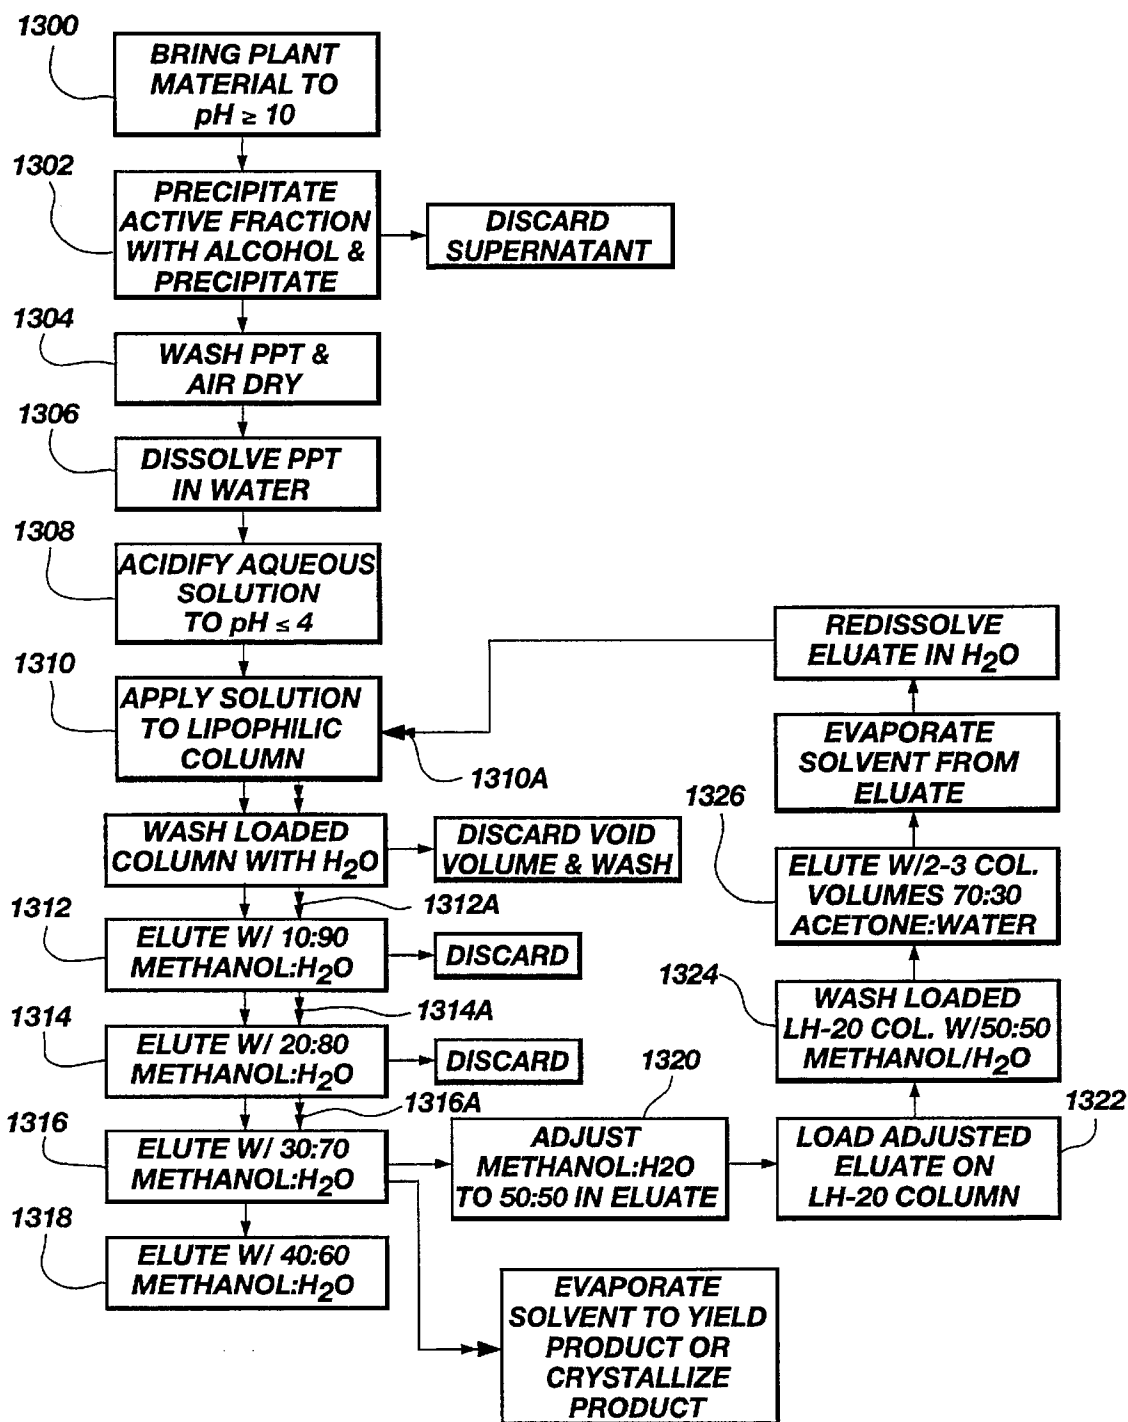 1300
BRING PLANT
MATERIAL TO
pH ≥ 10
1302
PRECIPITATE
ACTIVE FRACTION
WITH ALCOHOL &
PRECIPITATE
DISCARD
SUPERNATANT
1304
WASH PPT &
AIR DRY
1306
DISSOLVE PPT
IN WATER
1308
ACIDIFY AQUEOUS
SOLUTION
TO pH ≤ 4
1310
APPLY SOLUTION
TO LIPOPHILIC
COLUMN
1310A
WASH LOADED
COLUMN WITH H2O
DISCARD VOID
VOLUME & WASH
1312
1312A
ELUTE W/ 10:90
METHANOL:H2O
DISCARD
1314
1314A
ELUTE W/ 20:80
METHANOL:H2O
DISCARD
1316
1316A
ELUTE W/ 30:70
METHANOL:H2O
1318
ELUTE W/ 40:60
METHANOL:H2O
1320
ADJUST
METHANOL:H2O
TO 50:50 IN ELUATE
1322
LOAD ADJUSTED
ELUATE ON
LH-20 COLUMN
1324
WASH LOADED
LH-20 COL. W/50:50
METHANOL/H2O
1326
ELUTE W/2-3 COL.
VOLUMES 70:30
ACETONE:WATER
EVAPORATE
SOLVENT FROM
ELUATE
REDISSOLVE
ELUATE IN H2O
EVAPORATE
SOLVENT TO YIELD
PRODUCT OR
CRYSTALLIZE
PRODUCT